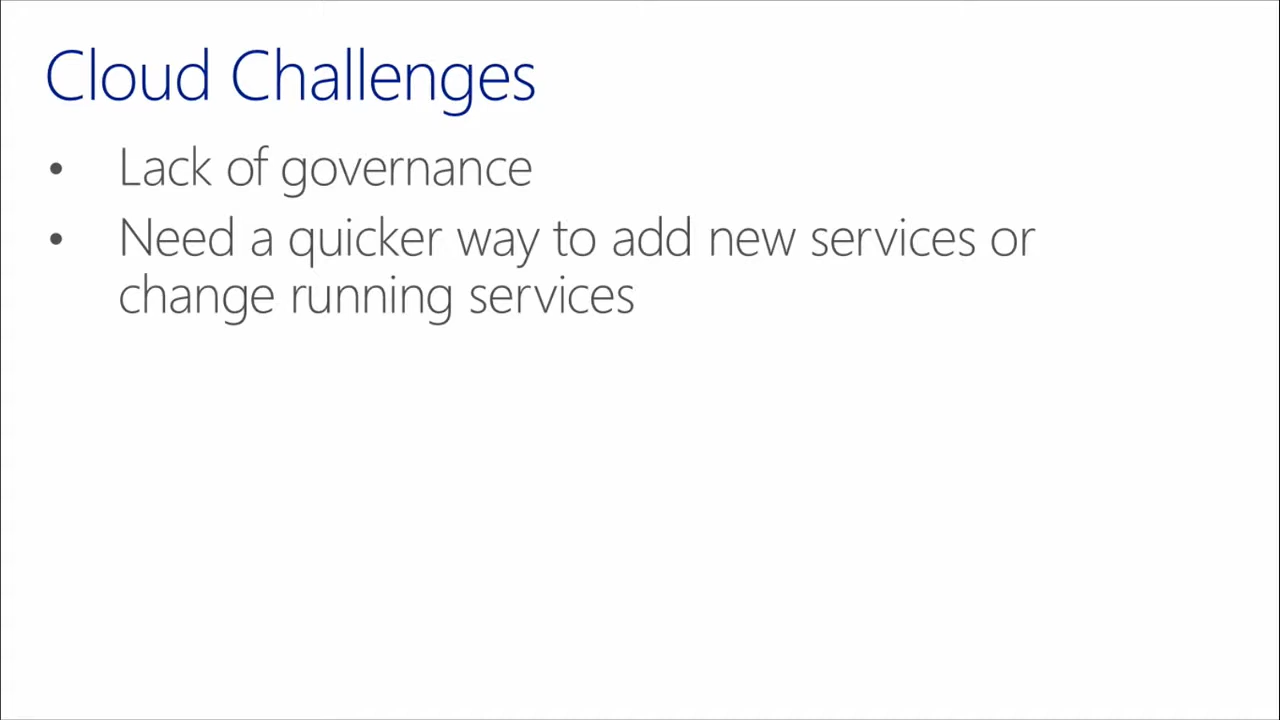 Cloud Challenges
• Lack of governance
• Need a quicker way to add new services or
change running services